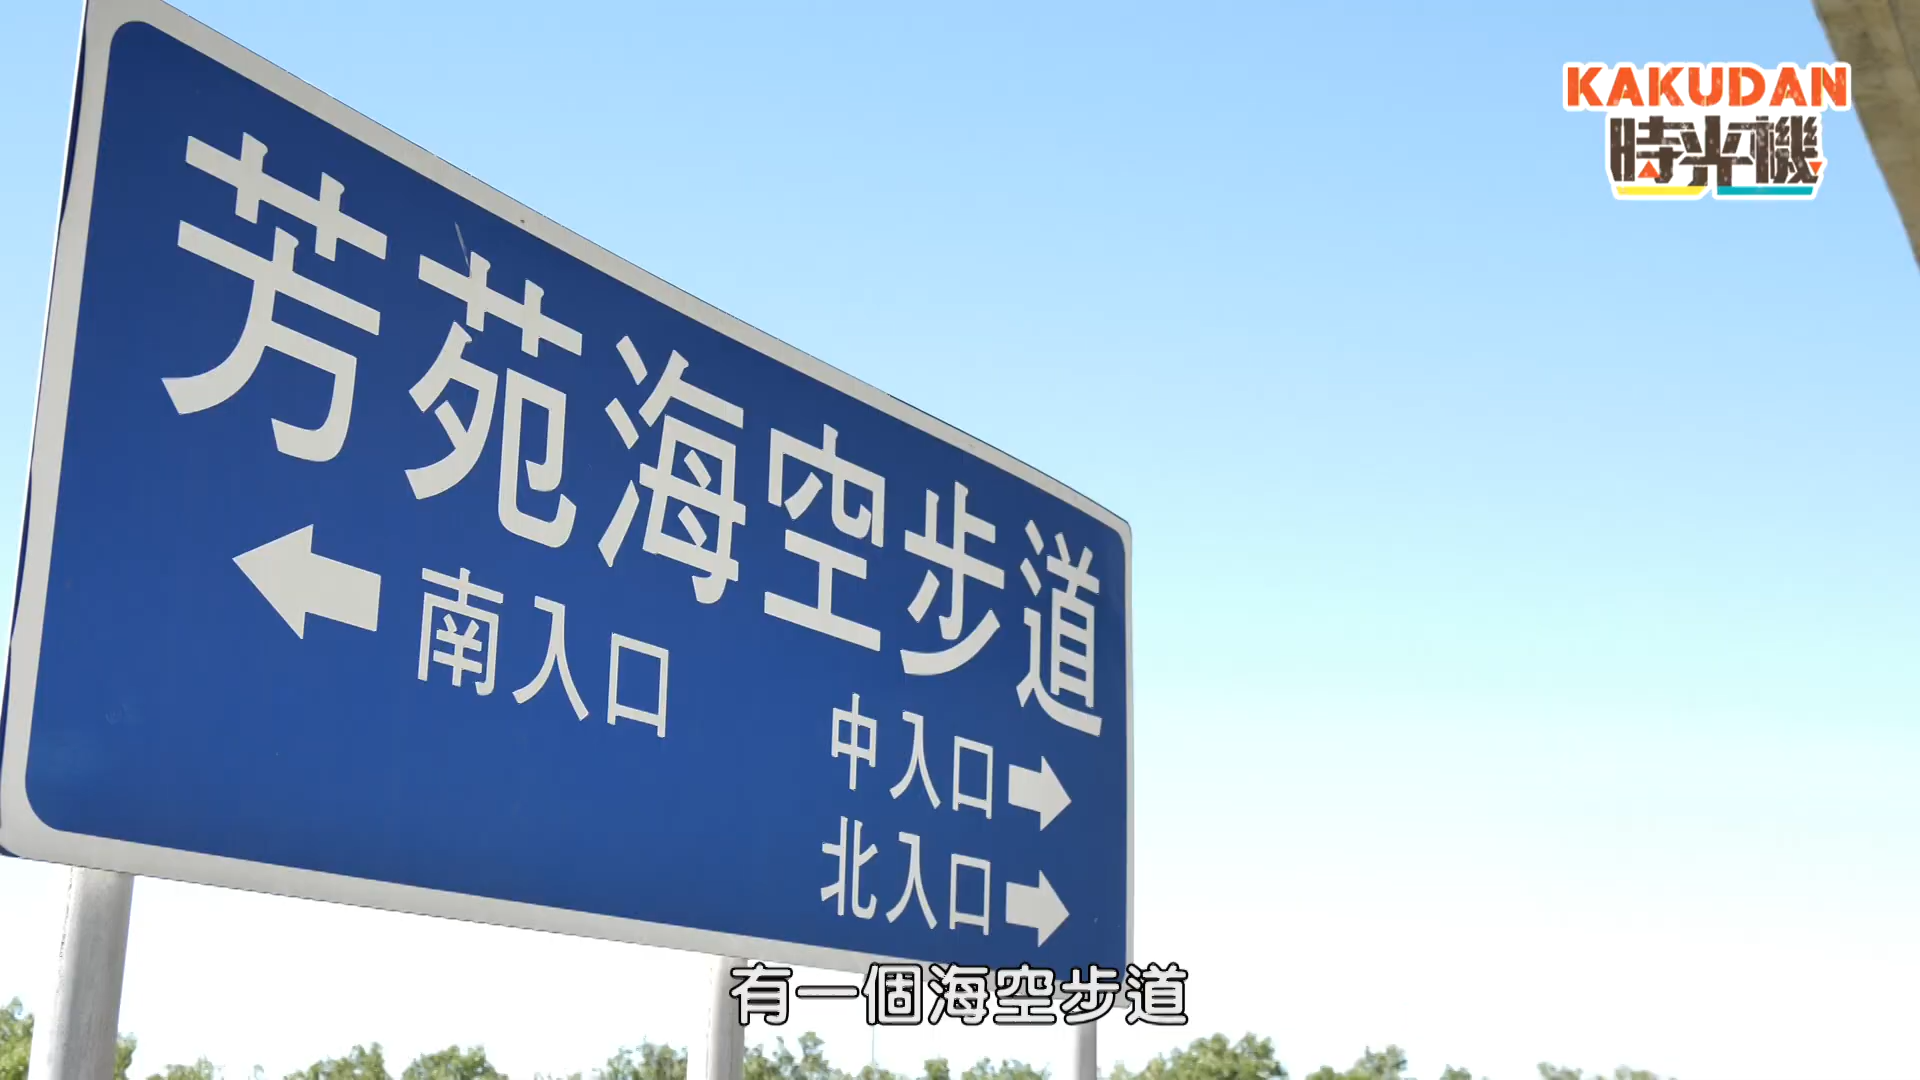 KAKUDAN
時光機
芳苑海空步道
← 南入口
中入口 →
北入口 →
有一個海空步道